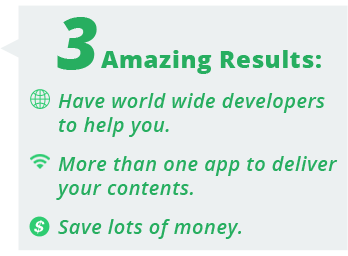 3 Amazing Results:
Have world wide developers
to help you.
More than one app to deliver
your contents.
$ Save lots of money.